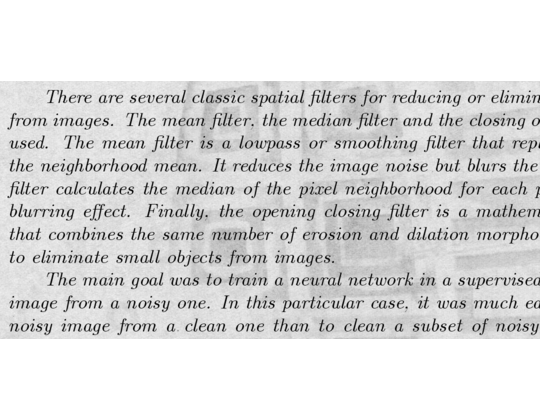 There are several classic spatial filters for reducing or elimin
from images. The mean filter, the median filter and the closing o
used. The mean filter is a lowpass or smoothing filter that repl
the neighborhood mean. It reduces the image noise but blurs the
filter calculates the median of the pixel neighborhood for each p
blurring effect. Finally, the opening closing filter is a mathem
that combines the same number of erosion and dilation morpho
to eliminate small objects from images.
The main goal was to train a neural network in a supervised
image from a noisy one. In this particular case, it was much ea
noisy image from a clean one than to clean a subset of noisy